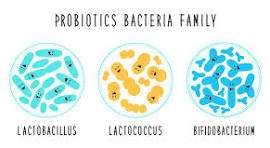 PROBIOTICS BACTERIA FAMILY
LACTOBACILLUS
LACTOCOCCUS
BIFIDOBACTERIUM